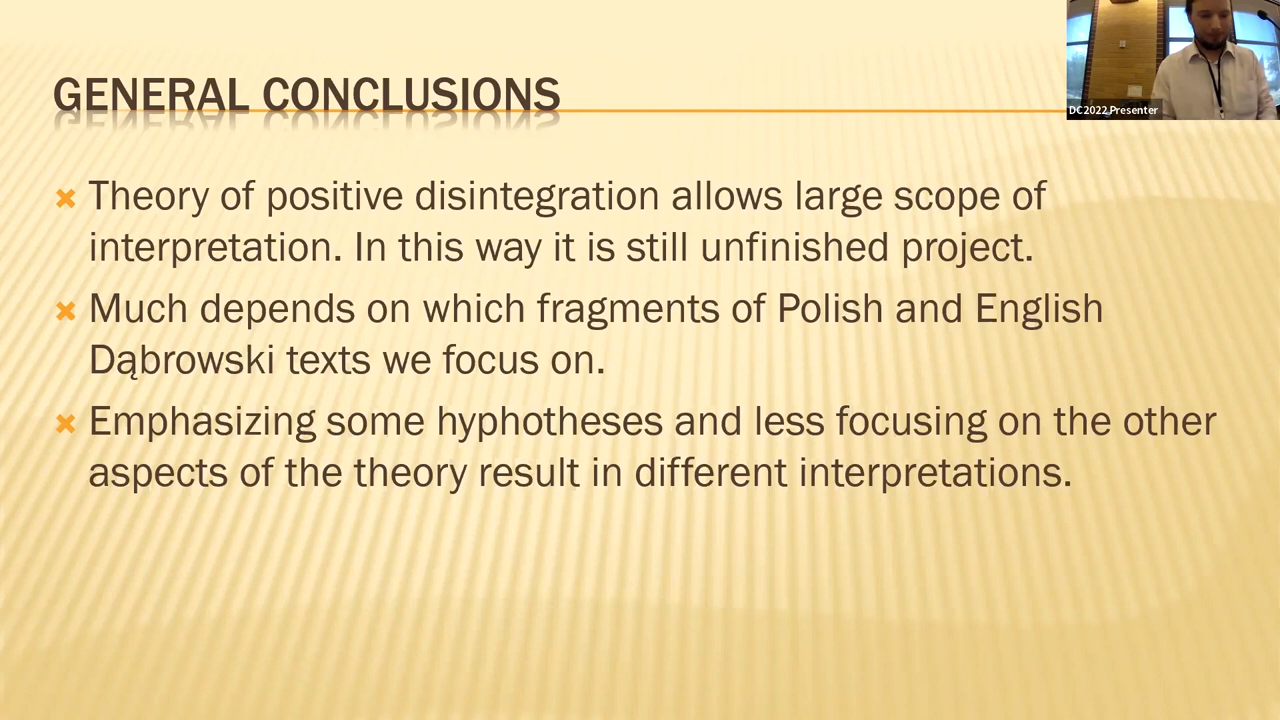 GENERAL CONCLUSIONS
DC2022 Presenter
Theory of positive disintegration allows large scope of
interpretation. In this way it is still unfinished project.
Much depends on which fragments of Polish and English
Dąbrowski texts we focus on.
Emphasizing some hyphotheses and less focusing on the other
aspects of the theory result in different interpretations.